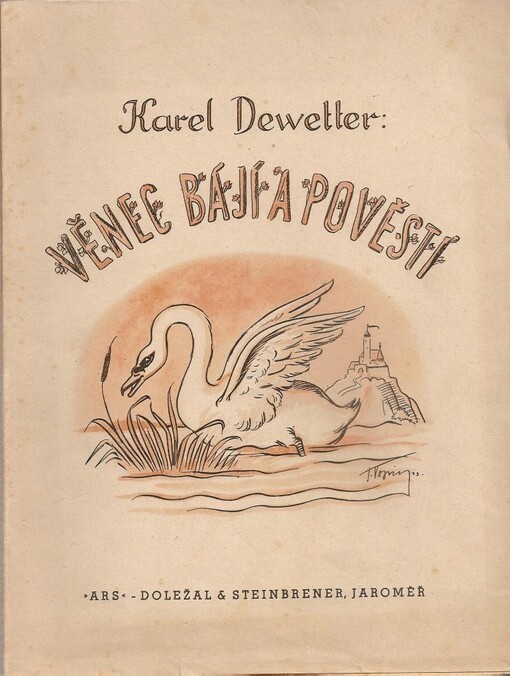 Karel Dewetter:
VĚNEC BÁJÍ A POVĚSTÍ
»ARS« - DOLEŽAL & STEINBRENER, JAROMĚŘ